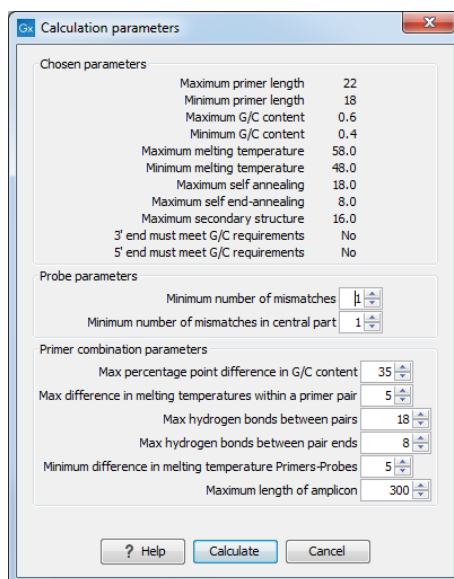 Gx Calculation parameters
Chosen parameters
Maximum primer length 22
Minimum primer length 18
Maximum G/C content 0.6
Minimum G/C content 0.4
Maximum melting temperature 58.0
Minimum melting temperature 48.0
Maximum self annealing 18.0
Maximum self end-annealing 8.0
Maximum secondary structure 16.0
3' end must meet G/C requirements No
5' end must meet G/C requirements No
Probe parameters
Minimum number of mismatches 1
Minimum number of mismatches in central part 1
Primer combination parameters
Max percentage point difference in G/C content 35
Max difference in melting temperatures within a primer pair 5
Max hydrogen bonds between pairs 18
Max hydrogen bonds between pair ends 8
Minimum difference in melting temperature Primers-Probes 5
Maximum length of amplicon 300
? Help Calculate Cancel